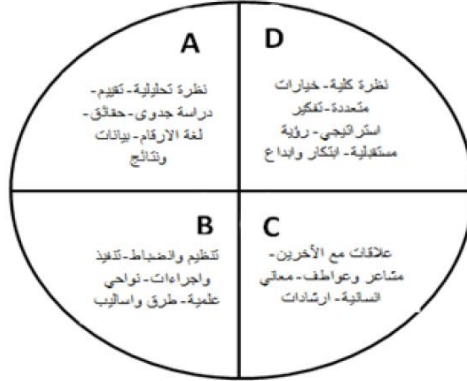 A
نظرة تحليلية- تقييم-
دراسة جدوى- حقائق-
لغة الارقام- بيانات
ونتائج
D
نظرة كلية- خيارات
متعددة- تفكير
استراتيجي- رؤية
مستقبلية- ابتكار وابداع
B
تنظيم وانضباط- تنفيذ
واجراءات- نواحي
علمية- طرق واساليب
C
علاقات مع الأخرين-
مشاعر وعواطف- معاني
انسانية- ارشادات